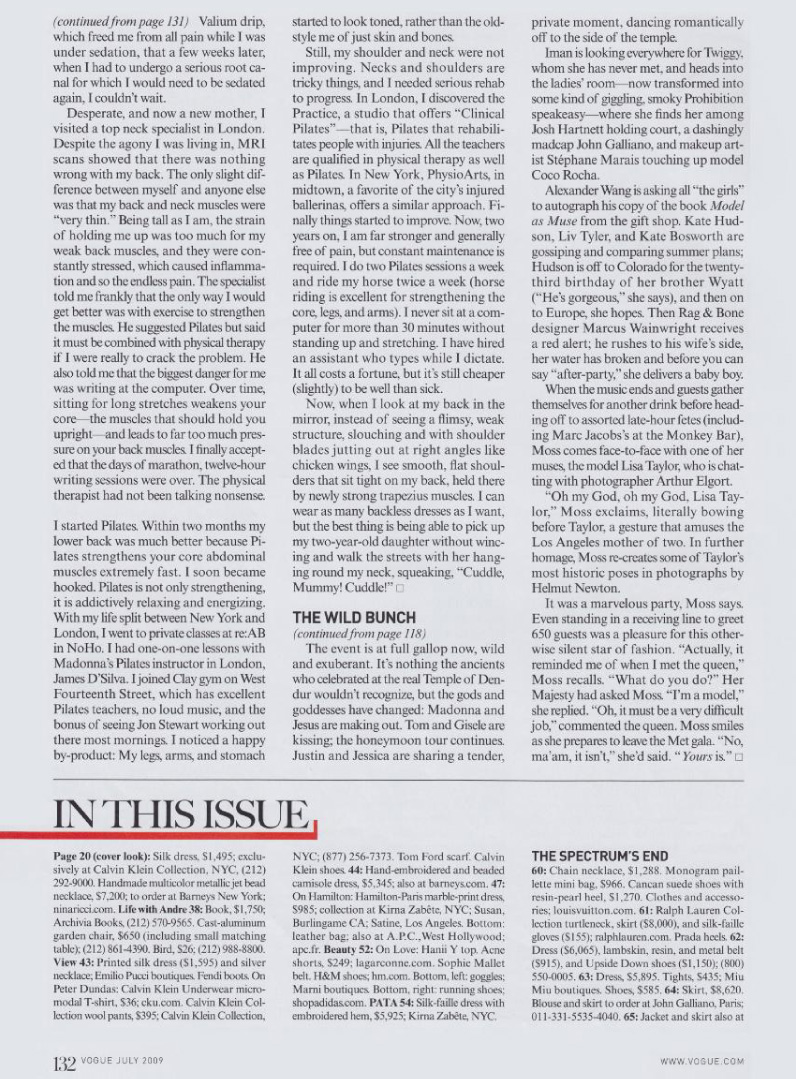 (continued from page 131) Valium drip,
which freed me from all pain while I was
under sedation, that a few weeks later,
when I had to undergo a serious root ca-
nal for which I would need to be sedated
again, I couldn't wait.
Desperate, and now a new mother, I
visited a top neck specialist in London.
Despite the agony I was living in, MRI
scans showed that there was nothing
wrong with my back. The only slight dif-
ference between myself and anyone else
was that my back and neck muscles were
"very thin." Being tall as I am, the strain
of holding me up was too much for my
weak back muscles, and they were con-
stantly stressed, which caused inflamma-
tion and so the endless pain. The specialist
told me frankly that the only way I would
get better was with exercise to strengthen
the muscles. He suggested Pilates but said
it must be combined with physical therapy
if I were really to crack the problem. He
also told me that the biggest danger for me
was writing at the computer. Over time,
sitting for long stretches weakens your
core—the muscles that should hold you
upright—and leads to far too much pres-
sure on your back muscles. I finally accept-
ed that the days of marathon, twelve-hour
writing sessions were over. The physical
therapist had not been talking nonsense.
I started Pilates. Within two months my
lower back was much better because Pi-
lates strengthens your core abdominal
muscles extremely fast. I soon became
hooked. Pilates is not only strengthening,
it is addictively relaxing and energizing.
With my life split between New York and
London, I went to private classes at re:AB
in NoHo. I had one-on-one lessons with
Madonna's Pilates instructor in London,
James D'Silva. I joined Clay gym on West
Fourteenth Street, which has excellent
Pilates teachers, no loud music, and the
bonus of seeing Jon Stewart working out
there most mornings. I noticed a happy
by-product: My legs, arms, and stomach
started to look toned, rather than the old-
style me of just skin and bones.
Still, my shoulder and neck were not
improving. Necks and shoulders are
tricky things, and I needed serious rehab
to progress. In London, I discovered the
Practice, a studio that offers "Clinical
Pilates"—that is, Pilates that rehabili-
tates people with injuries. All the teachers
are qualified in physical therapy as well
as Pilates. In New York, PhysioArts, in
midtown, a favorite of the city's injured
ballerinas, offers a similar approach. Fi-
nally things started to improve. Now, two
years on, I am far stronger and generally
free of pain, but constant maintenance is
required. I do two Pilates sessions a week
and ride my horse twice a week (horse
riding is excellent for strengthening the
core, legs, and arms). I never sit at a com-
puter for more than 30 minutes without
standing up and stretching. I have hired
an assistant who types while I dictate.
It all costs a fortune, but it's still cheaper
(slightly) to be well than sick.
Now, when I look at my back in the
mirror, instead of seeing a flimsy, weak
structure, slouching and with shoulder
blades jutting out at right angles like
chicken wings, I see smooth, flat shoul-
ders that sit tight on my back, held there
by newly strong trapezius muscles. I can
wear as many backless dresses as I want,
but the best thing is being able to pick up
my two-year-old daughter without winc-
ing and walk the streets with her hang-
ing round my neck, squeaking, "Cuddle,
Mummy! Cuddle!" □
THE WILD BUNCH
(continued from page 118)
The event is at full gallop now, wild
and exuberant. It's nothing the ancients
who celebrated at the real Temple of Den-
dur wouldn't recognize, but the gods and
goddesses have changed: Madonna and
Jesus are making out. Tom and Gisele are
kissing; the honeymoon tour continues.
Justin and Jessica are sharing a tender,
private moment, dancing romantically
off to the side of the temple.
Iman is looking everywhere for Twiggy,
whom she has never met, and heads into
the ladies' room—now transformed into
some kind of giggling, smoky Prohibition
speakeasy—where she finds her among
Josh Hartnett holding court, a dashingly
madcap John Galliano, and makeup art-
ist Stéphane Marais touching up model
Coco Rocha.
Alexander Wang is asking all "the girls"
to autograph his copy of the book Model
as Muse from the gift shop. Kate Hud-
son, Liv Tyler, and Kate Bosworth are
gossiping and comparing summer plans;
Hudson is off to Colorado for the twenty-
third birthday of her brother Wyatt
("He's gorgeous," she says), and then on
to Europe, she hopes. Then Rag & Bone
designer Marcus Wainwright receives
a red alert; he rushes to his wife's side,
her water has broken and before you can
say "after-party," she delivers a baby boy.
When the music ends and guests gather
themselves for another drink before head-
ing off to assorted late-hour fetes (includ-
ing Marc Jacobs's at the Monkey Bar),
Moss comes face-to-face with one of her
muses, the model Lisa Taylor, who is chat-
ting with photographer Arthur Elgort.
"Oh my God, oh my God, Lisa Tay-
lor," Moss exclaims, literally bowing
before Taylor, a gesture that amuses the
Los Angeles mother of two. In further
homage, Moss re-creates some of Taylor's
most historic poses in photographs by
Helmut Newton.
It was a marvelous party, Moss says.
Even standing in a receiving line to greet
650 guests was a pleasure for this other-
wise silent star of fashion. "Actually, it
reminded me of when I met the queen,"
Moss recalls. "What do you do?" Her
Majesty had asked Moss. "I'm a model,"
she replied. "Oh, it must be a very difficult
job," commented the queen. Moss smiles
as she prepares to leave the Met gala. "No,
ma'am, it isn't," she'd said. "Yours is." □
IN THIS ISSUE
Page 20 (cover look): Silk dress, $1,495; exclu-
sively at Calvin Klein Collection, NYC, (212)
292-9000. Handmade multicolor metallic jet bead
necklace, $7,200; to order at Barneys New York;
ninaricci.com. Life with Andre 38: Book, $1,750;
Archivia Books, (212) 570-9565. Cast-aluminum
garden chair, $650 (including small matching
table); (212) 861-4390. Bird, $26; (212) 988-8800.
View 43: Printed silk dress ($1,595) and silver
necklace; Emilio Pucci boutiques. Fendi boots. On
Peter Dundas: Calvin Klein Underwear micro-
modal T-shirt, $36; cku.com. Calvin Klein Col-
lection wool pants, $395; Calvin Klein Collection,
NYC; (877) 256-7373. Tom Ford scarf. Calvin
Klein shoes. 44: Hand-embroidered and beaded
camisole dress, $5,345; also at barneys.com. 47:
On Hamilton: Hamilton-Paris marble-print dress,
$985; collection at Kirna Zabête, NYC; Susan,
Burlingame CA; Satine, Los Angeles. Bottom:
leather bag; also at A.P.C., West Hollywood;
apc.fr. Beauty 52: On Love: Hanii Y top. Acne
shorts, $249; lagarconne.com. Sophie Mallet
belt. H&M shoes; hm.com. Bottom, left: goggles;
Marni boutiques. Bottom, right: running shoes;
shopadidas.com. PATA 54: Silk-faille dress with
embroidered hem, $5,925; Kirna Zabête, NYC.
THE SPECTRUM'S END
60: Chain necklace, $1,288. Monogram pail-
lette mini bag, $966. Cancan suede shoes with
resin-pearl heel, $1,270. Clothes and accesso-
ries; louisvuitton.com. 61: Ralph Lauren Col-
lection turtleneck, skirt ($8,000), and silk-faille
gloves ($155); ralphlauren.com. Prada heels. 62:
Dress ($6,065), lambskin, resin, and metal belt
($915), and Upside Down shoes ($1,150); (800)
550-0005. 63: Dress, $5,895. Tights, $435; Miu
Miu boutiques. Shoes, $585. 64: Skirt, $8,620.
Blouse and skirt to order at John Galliano, Paris;
011-331-5535-4040. 65: Jacket and skirt also at
132 VOGUE JULY 2009
WWW.VOGUE.COM